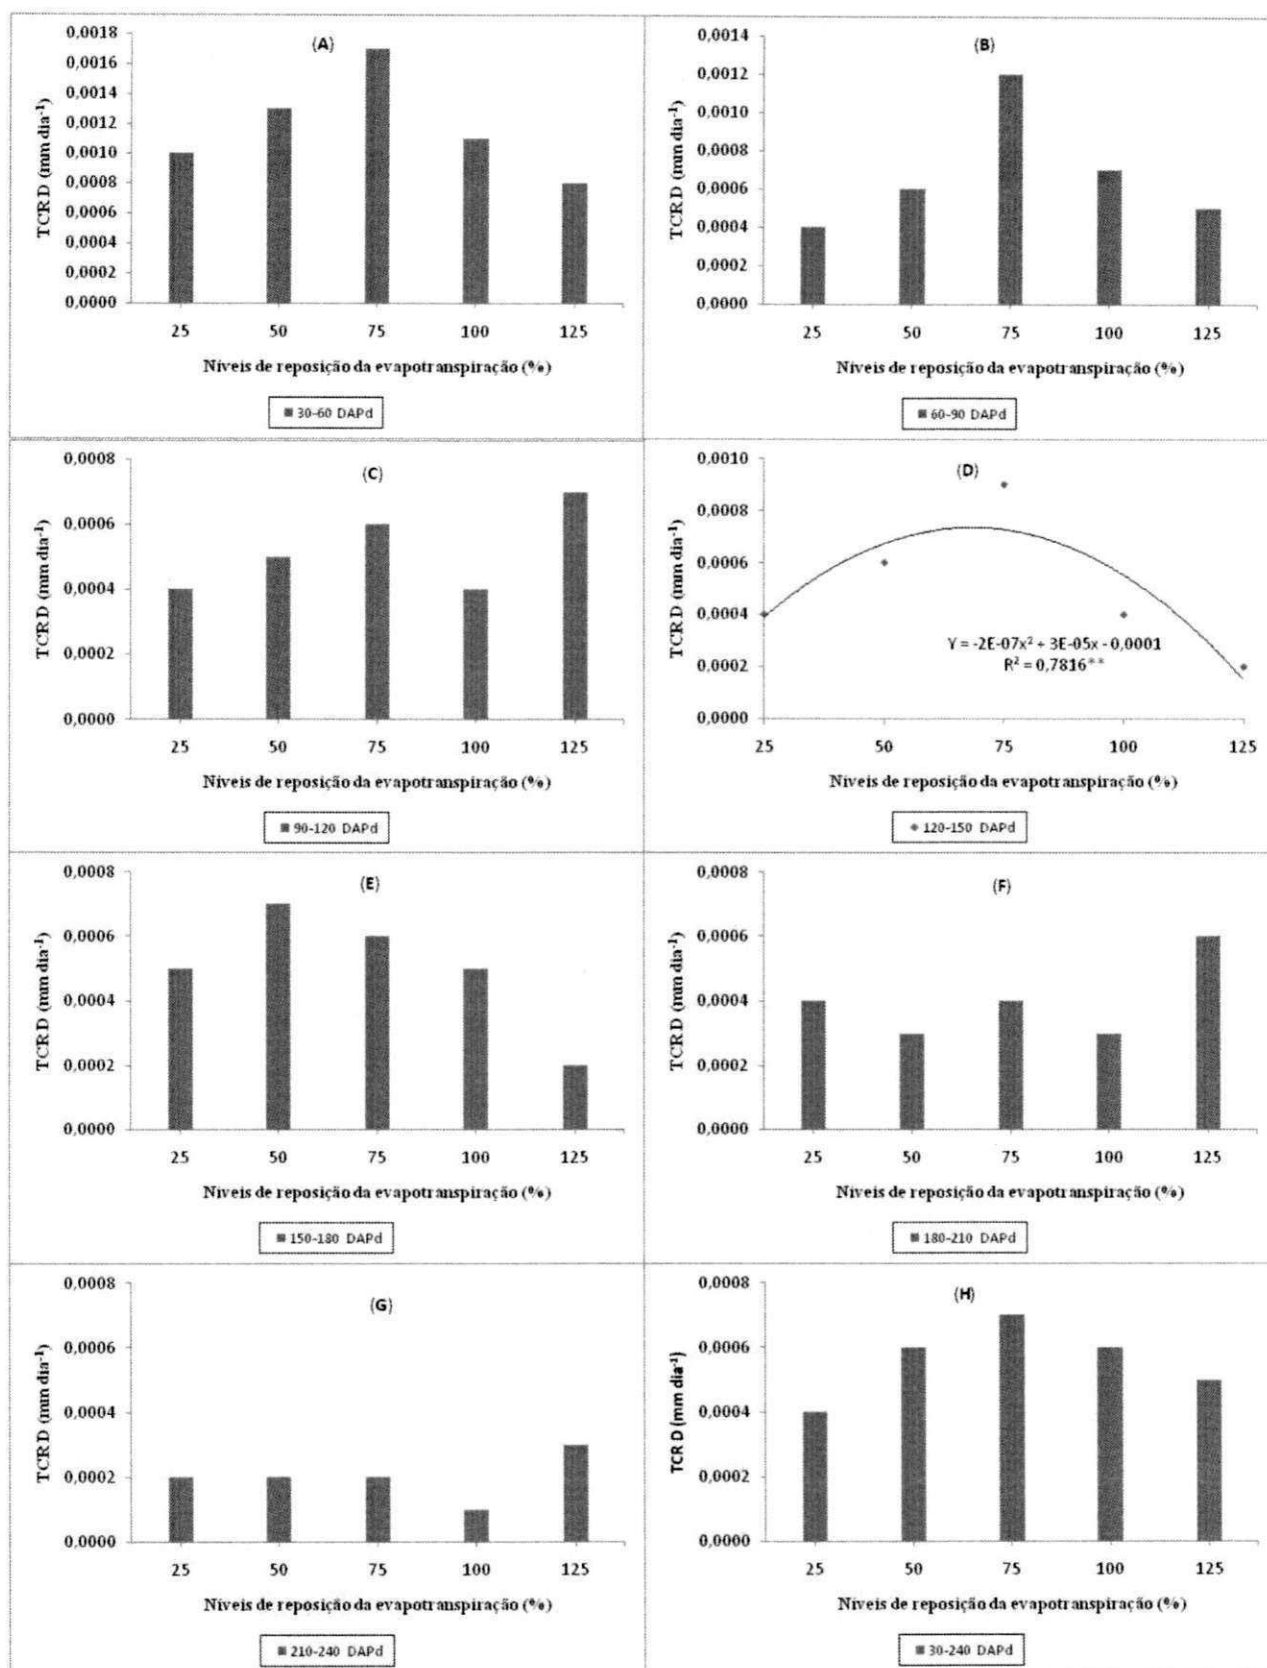 (A)
TCR D (mm dia⁻¹)
0,0018
0,0016
0,0014
0,0012
0,0010
0,0008
0,0006
0,0004
0,0002
0,0000
25 50 75 100 125
Níveis de reposição da evapotranspiração (%)
30-60 DAPd
(B)
TCR D (mm dia⁻¹)
0,0014
0,0012
0,0010
0,0008
0,0006
0,0004
0,0002
0,0000
25 50 75 100 125
Níveis de reposição da evapotranspiração (%)
60-90 DAPd
(C)
TCR D (mm dia⁻¹)
0,0008
0,0006
0,0004
0,0002
0,0000
25 50 75 100 125
Níveis de reposição da evapotranspiração (%)
90-120 DAPd
(D)
TCR D (mm dia⁻¹)
0,0010
0,0008
0,0006
0,0004
0,0002
0,0000
Y = -2E-07x² + 3E-05x - 0,0001
R² = 0,7816**
25 50 75 100 125
Níveis de reposição da evapotranspiração (%)
120-150 DAPd
(E)
TCR D (mm dia⁻¹)
0,0008
0,0006
0,0004
0,0002
0,0000
25 50 75 100 125
Níveis de reposição da evapotranspiração (%)
150-180 DAPd
(F)
TCR D (mm dia⁻¹)
0,0008
0,0006
0,0004
0,0002
0,0000
25 50 75 100 125
Níveis de reposição da evapotranspiração (%)
180-210 DAPd
(G)
TCR D (mm dia⁻¹)
0,0008
0,0006
0,0004
0,0002
0,0000
25 50 75 100 125
Níveis de reposição da evapotranspiração (%)
210-240 DAPd
(H)
TCR D (mm dia⁻¹)
0,0008
0,0006
0,0004
0,0002
0,0000
25 50 75 100 125
Níveis de reposição da evapotranspiração (%)
30-240 DAPd